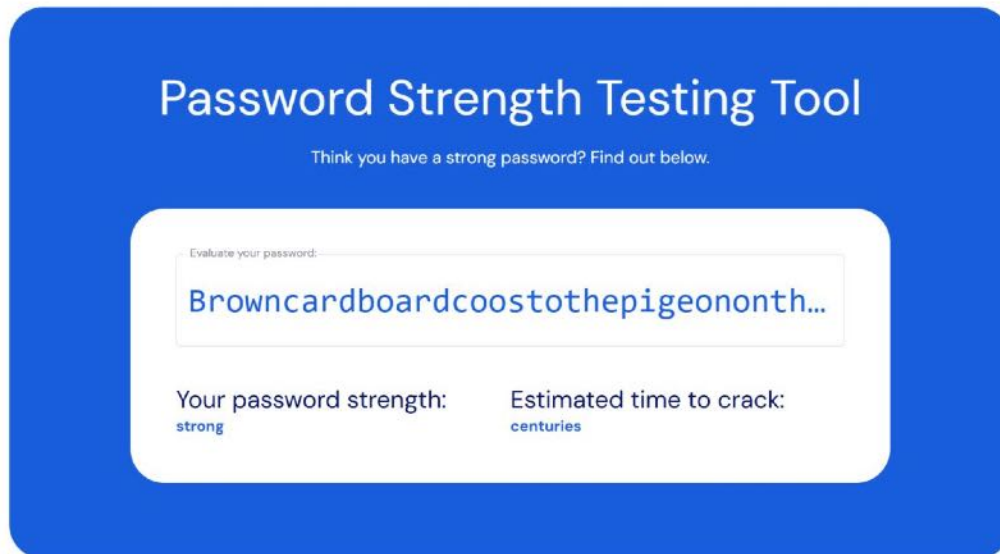 Password Strength Testing Tool
Think you have a strong password? Find out below.
Evaluate your password:
Browncardboardcoostothepigeononth…
Your password strength:
strong
Estimated time to crack:
centuries